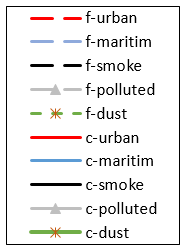 f-urban
f-maritim
f-smoke
f-polluted
f-dust
c-urban
c-maritim
c-smoke
c-polluted
c-dust